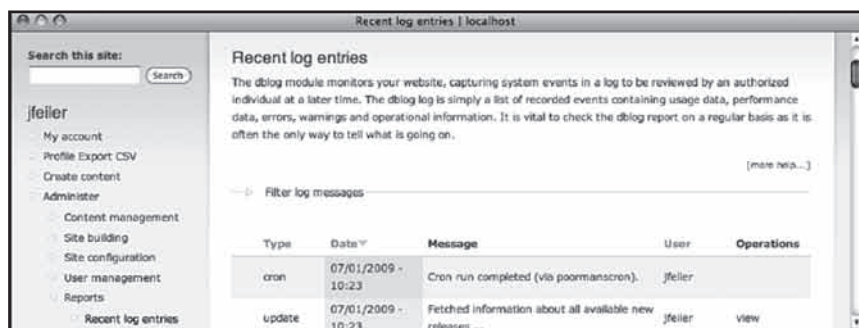 Recent log entries | localhost
Search this site:
Search
jfeiler
My account
Profile Export CSV
Create content
Administer
Content management
Site building
Site configuration
User management
Reports
Recent log entries
Recent log entries
The dblog module monitors your website, capturing system events in a log to be reviewed by an authorized
individual at a later time. The dblog log is simply a list of recorded events containing usage data, performance
data, errors, warnings and operational information. It is vital to check the dblog report on a regular basis as it is
often the only way to tell what is going on.
[more help...]
Filter log messages
Type Date Message User Operations
cron 07/01/2009 - 10:23 Cron run completed (via poormanscron). jfeiler
update 07/01/2009 - 10:23 Fetched information about all available new releases ... jfeiler view